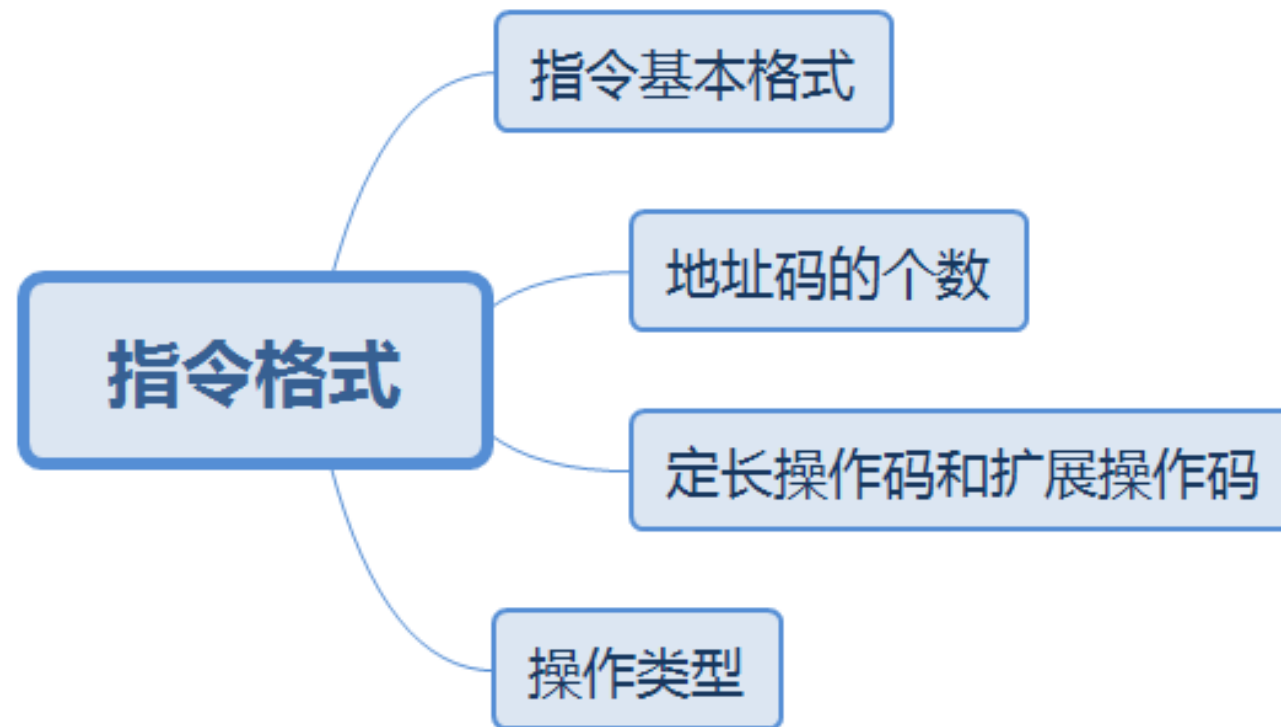 指令基本格式
地址码的个数
指令格式
定长操作码和扩展操作码
操作类型